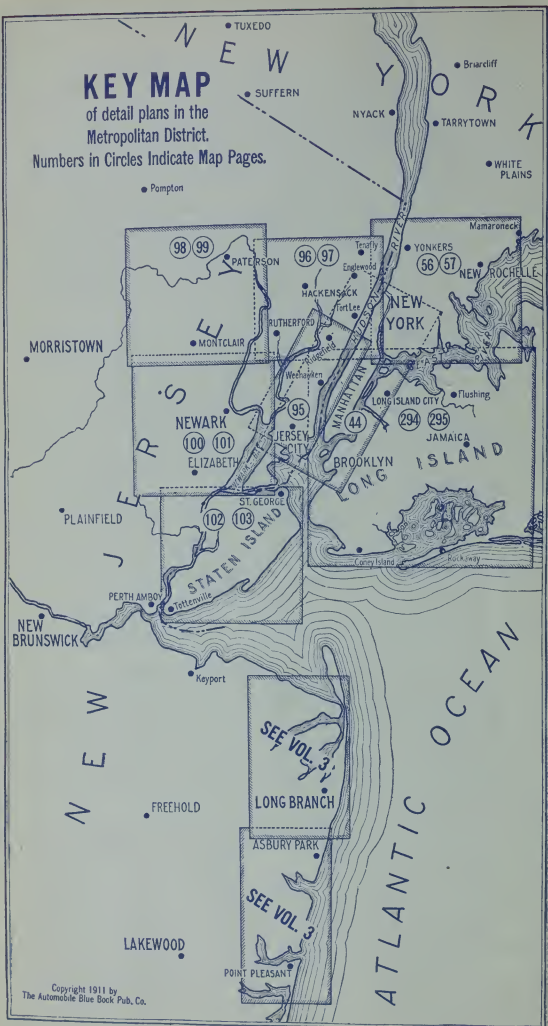 TUXEDO
NEW YORK
KEY MAP
of detail plans in the
Metropolitan District.
Numbers in Circles Indicate Map Pages.
Briarcliff
SUFFERN
NYACK
TARRYTOWN
WHITE
PLAINS
Pompton
Mamaroneck
98 99
PATERSON
96 97
Tenafly
Englewood
HACKENSACK
Fort Lee
HUDSON RIVER
YONKERS
56 57
NEW ROCHELLE
NEW
YORK
RUTHERFORD
Ridgefield
MORRISTOWN
MONTCLAIR
Weehawken
MANHATTAN
EAST RIVER
LONG ISLAND CITY
Flushing
95
44
294 295
NEWARK
100 101
JERSEY
CITY
JAMAICA
ELIZABETH
BROOKLYN
LONG ISLAND
ST. GEORGE
PLAINFIELD
102 103
STATEN ISLAND
Coney Island
Rockaway
PERTH AMBOY
Tottenville
NEW
BRUNSWICK
Keyport
NEW JERSEY
ATLANTIC OCEAN
SEE VOL. 3
LONG BRANCH
FREEHOLD
ASBURY PARK
SEE VOL. 3
LAKEWOOD
POINT PLEASANT
Copyright 1911 by
The Automobile Blue Book Pub. Co.